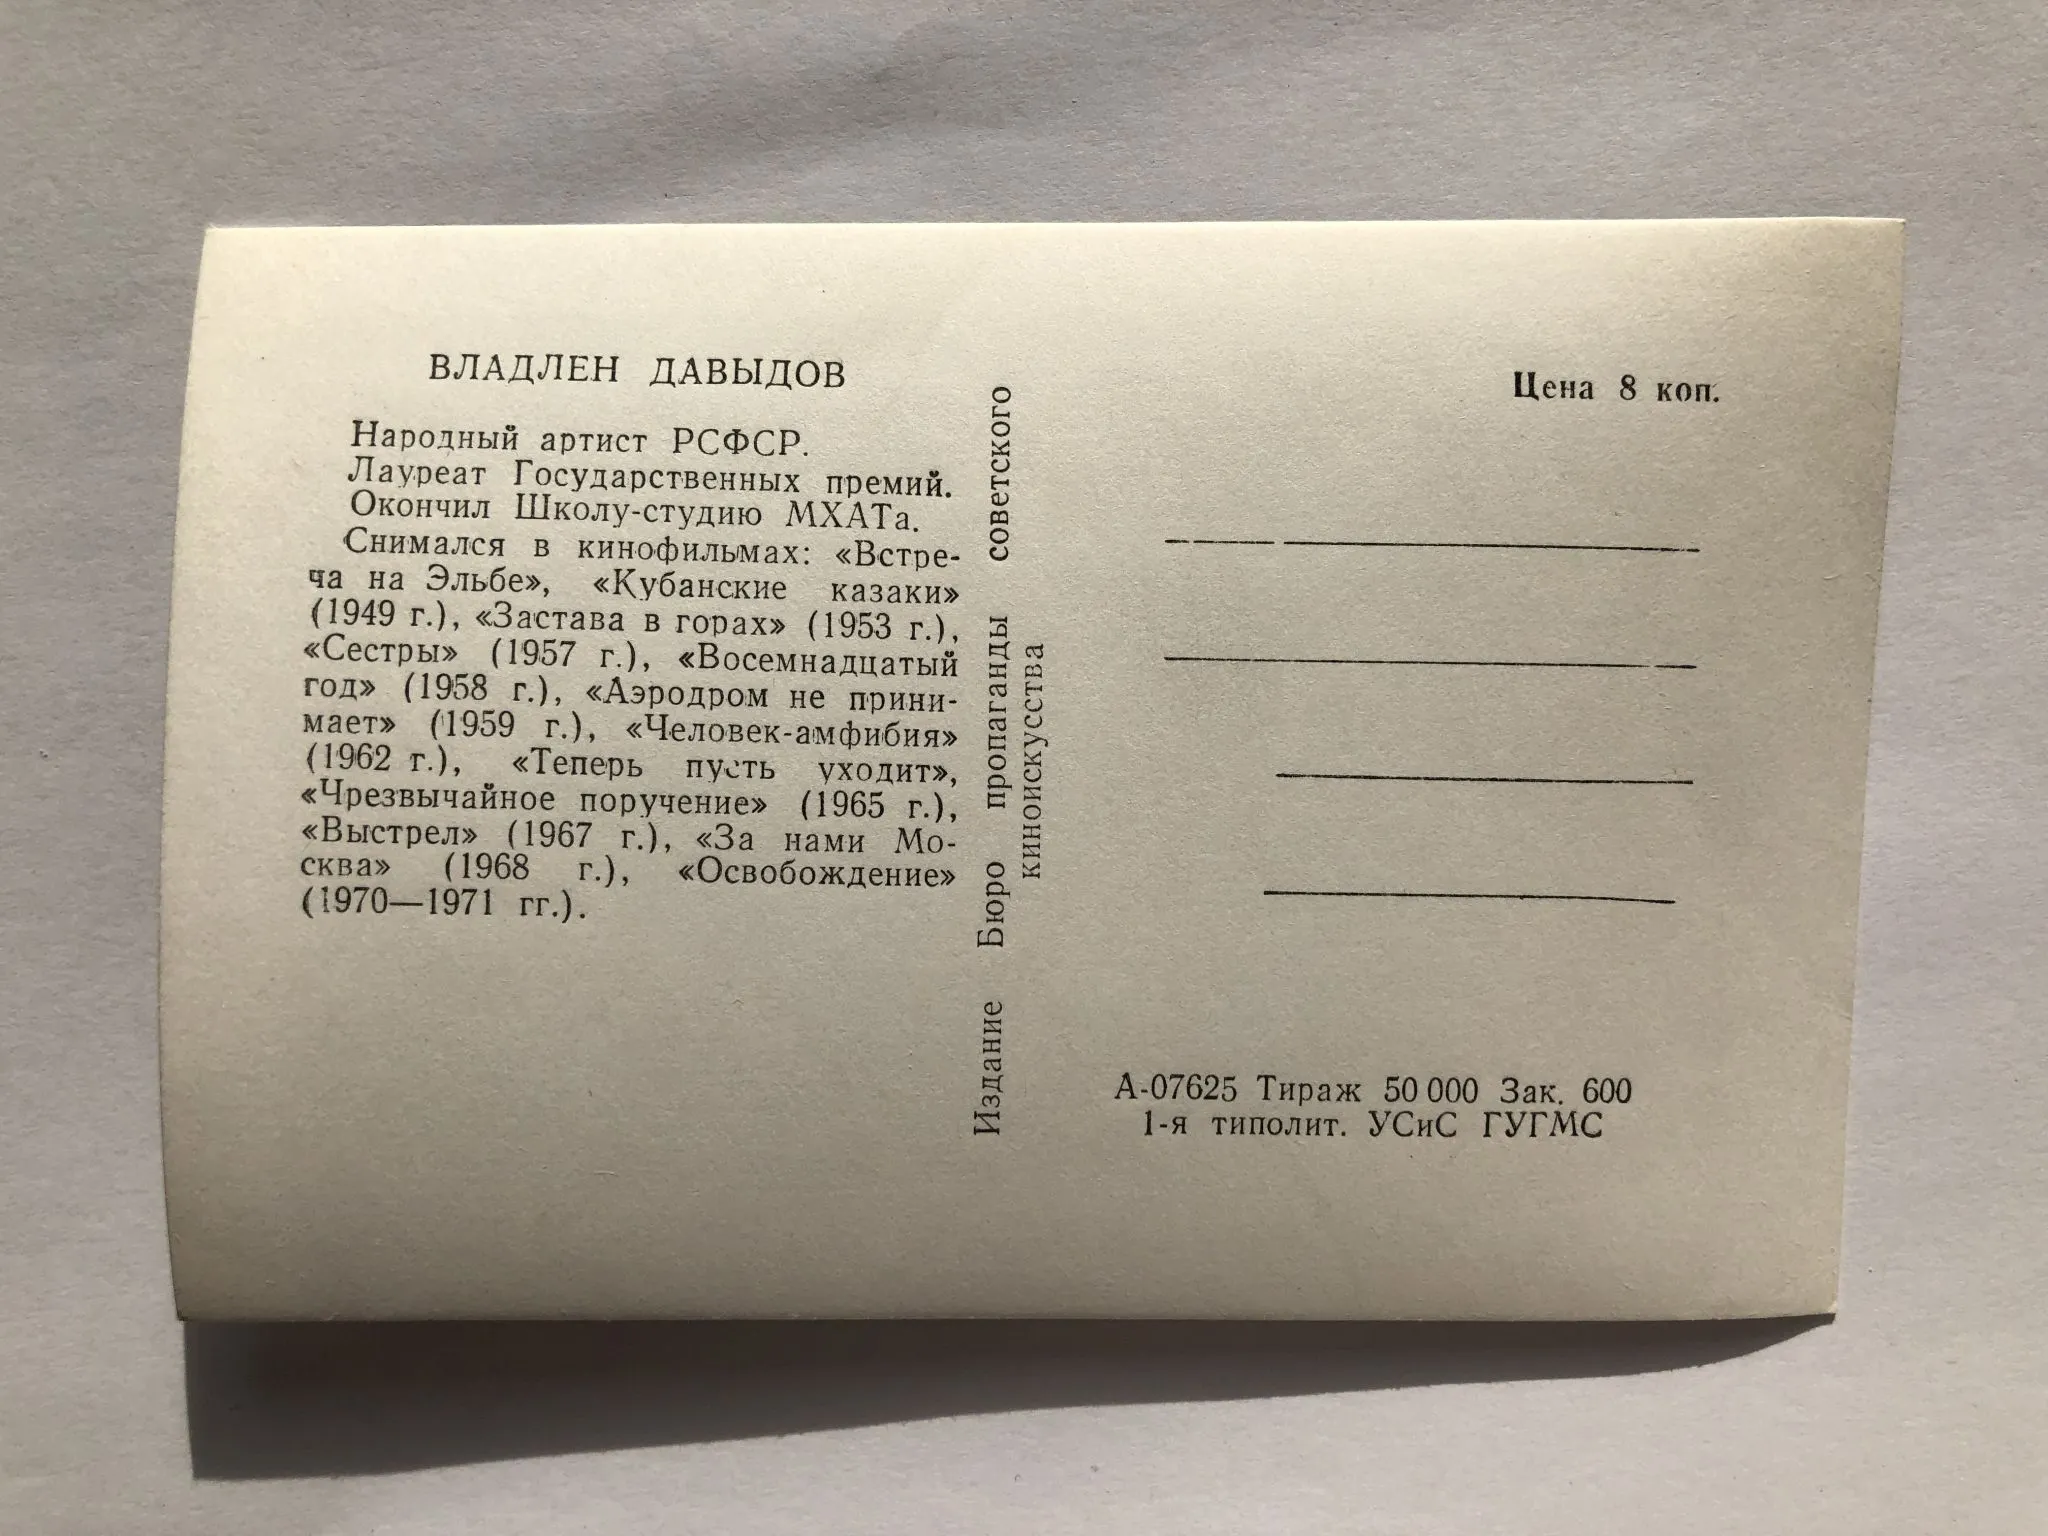 ВЛАДЛЕН ДАВЫДОВ
Народный артист РСФСР.
Лауреат Государственных премий.
Окончил Школу-студию МХАТа.
Снимался в кинофильмах: «Встре-
ча на Эльбе», «Кубанские казаки»
(1949 г.), «Застава в горах» (1953 г.),
«Сестры» (1957 г.), «Восемнадцатый
год» (1958 г.), «Аэродром не прини-
мает» (1959 г.), «Человек-амфибия»
(1962 г.), «Теперь пусть уходит»,
«Чрезвычайное поручение» (1965 г.),
«Выстрел» (1967 г.), «За нами Мо-
сква» (1968 г.), «Освобождение»
(1970—1971 гг.).
Издание Бюро пропаганды советского
киноискусства
Цена 8 коп.
А-07625 Тираж 50 000 Зак. 600
1-я типолит. УСиС ГУГМС